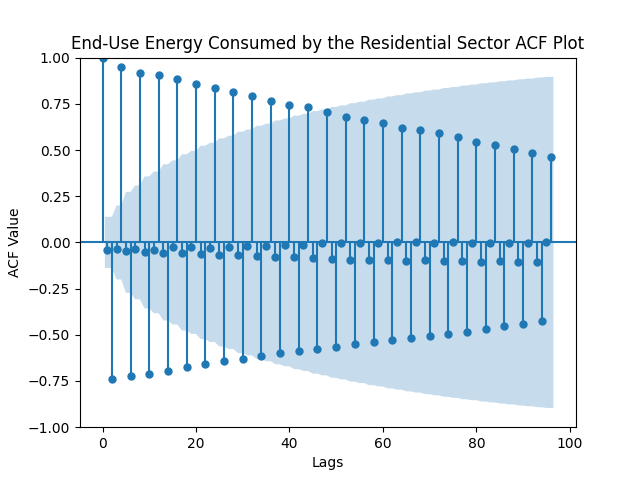 End-Use Energy Consumed by the Residential Sector ACF Plot
1.00
0.75
0.50
0.25
0.00
−0.25
−0.50
−0.75
−1.00
ACF Value
0 20 40 60 80 100
Lags